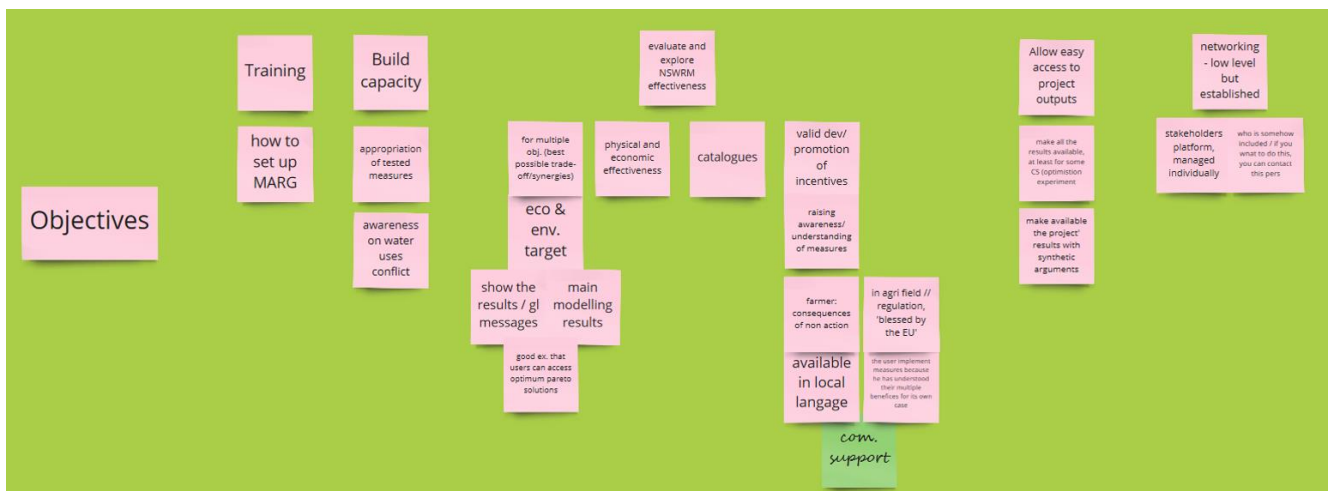 Objectives
Training
how to
set up
MARG
Build
capacity
appropriation
of tested
measures
awareness
on water
uses
conflict
evaluate and
explore
NSWRM
effectiveness
for multiple
obj. (best
possible trade-
off/synergies)
eco &
env.
target
show the
results / gl
messages
main
modelling
results
good ex. that
users can access
optimum pareto
solutions
physical and
economic
effectiveness
catalogues
valid dev/
promotion
of
incentives
raising
awareness/
understanding
of measures
farmer:
consequences
of non action
in agri field //
regulation,
'blessed by
the EU'
available
in local
langage
the user implement
measures because
he has understood
their multiple
benefices for its own
case
com.
support
Allow easy
access to
project
outputs
make all the
results available,
at least for some
CS (optimistion
experiment
make available
the project'
results with
synthetic
arguments
networking
- low level
but
established
stakeholders
platform,
managed
individually
who is somehow
included / if you
what to do this,
you can contact
this pers